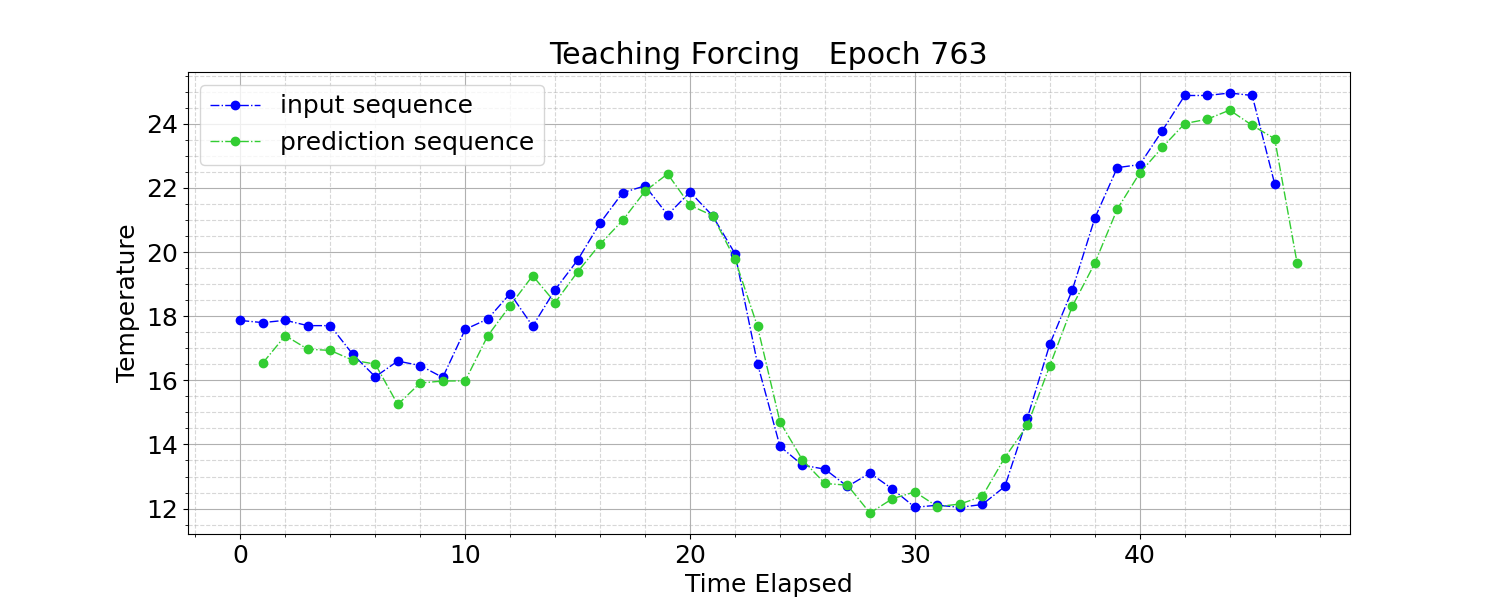 Teaching Forcing   Epoch 763
input sequence
prediction sequence
Temperature
24
22
20
18
16
14
12
0 10 20 30 40
Time Elapsed